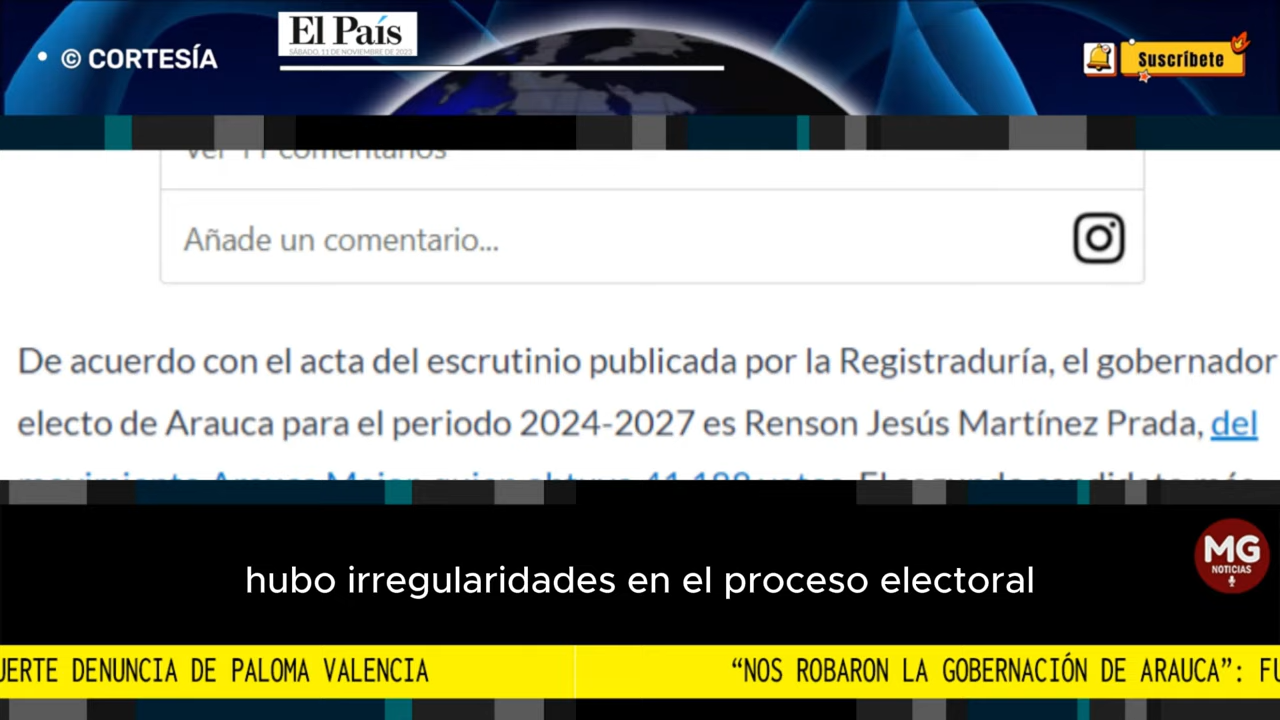 • © CORTESÍA
El País
SÁBADO, 11 DE NOVIEMBRE DE 2023
Suscríbete
Ver 11 comentarios
Añade un comentario...
De acuerdo con el acta del escrutinio publicada por la Registraduría, el gobernador
electo de Arauca para el periodo 2024-2027 es Renson Jesús Martínez Prada, del
hubo irregularidades en el proceso electoral
MG
NOTICIAS
UERTE DENUNCIA DE PALOMA VALENCIA
“NOS ROBARON LA GOBERNACIÓN DE ARAUCA”: FU